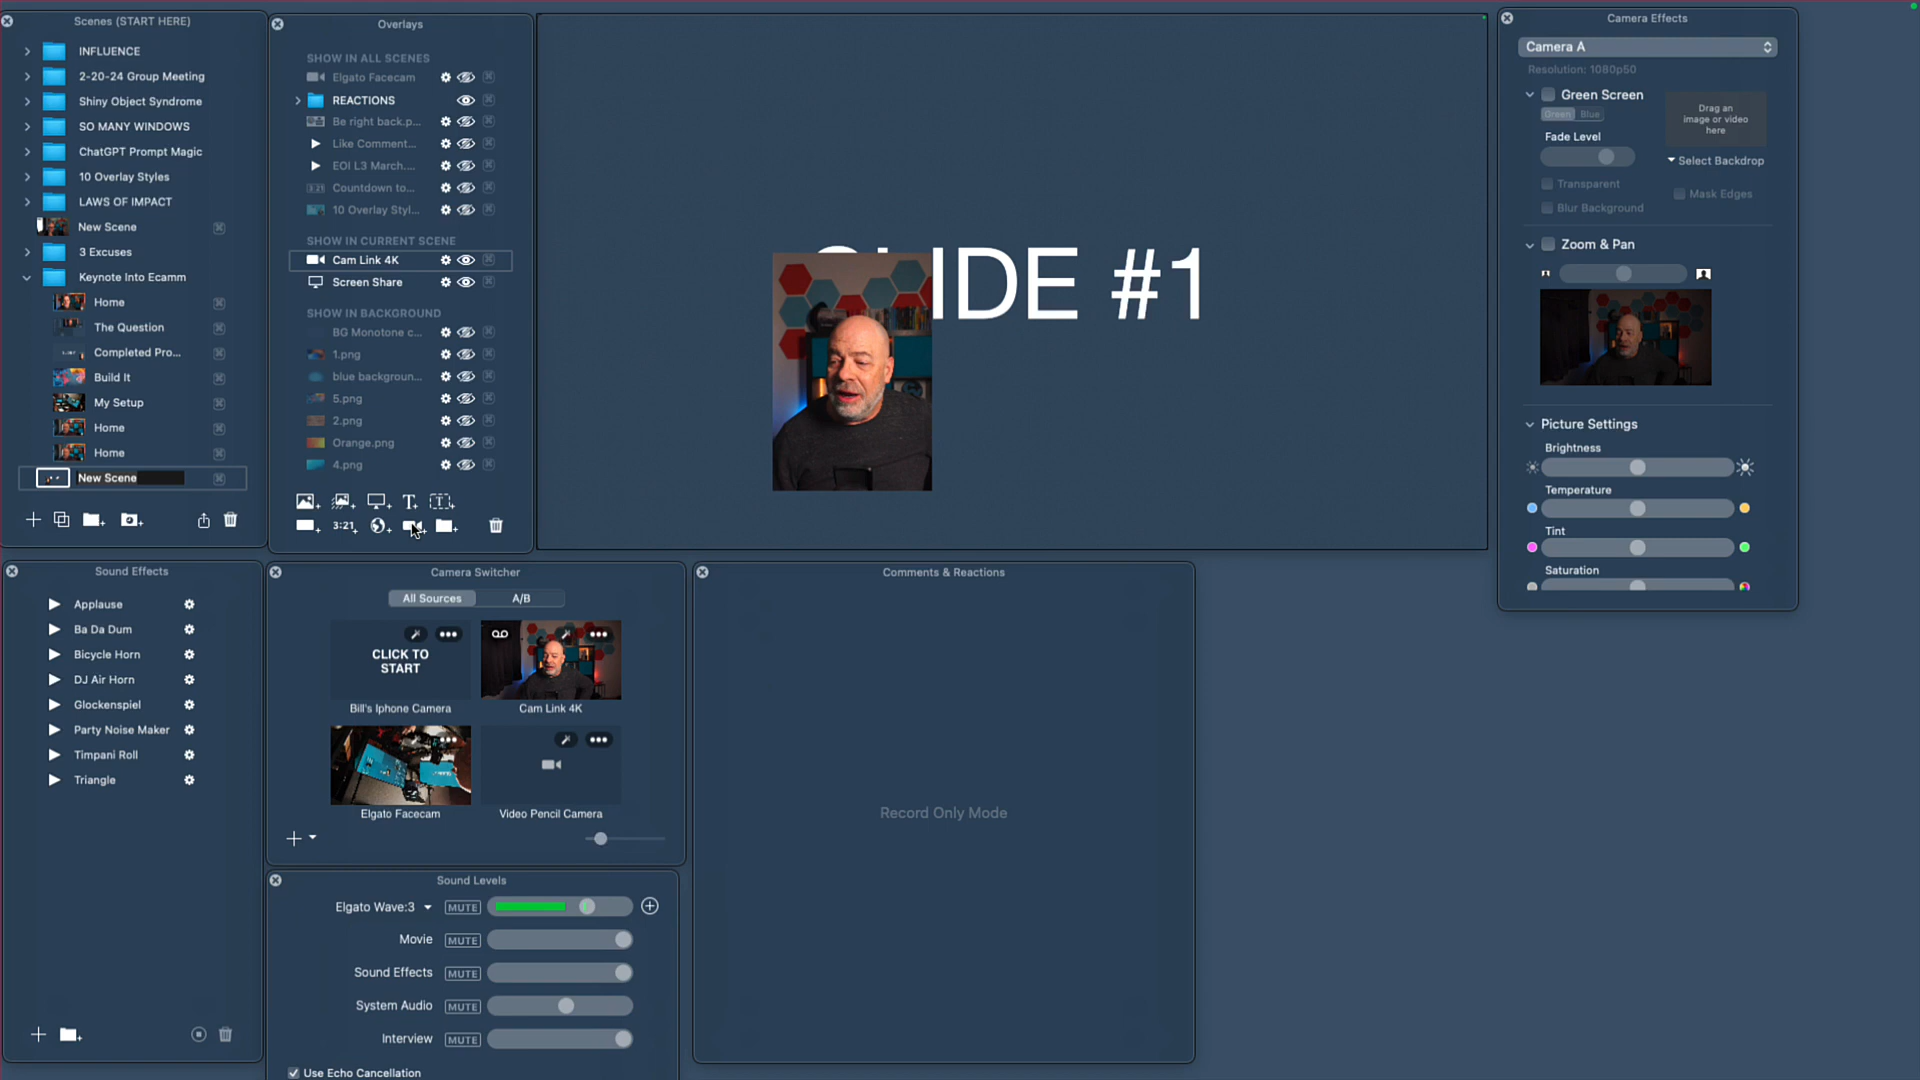 Scenes (START HERE)
INFLUENCE
2-20-24 Group Meeting
Shiny Object Syndrome
SO MANY WINDOWS
ChatGPT Prompt Magic
10 Overlay Styles
LAWS OF IMPACT
New Scene
3 Excuses
Keynote Into Ecamm
Home
The Question
Completed Pro...
Build It
My Setup
Home
Home
New Scene
Overlays
SHOW IN ALL SCENES
Elgato Facecam
REACTIONS
Be right back.p...
Like Comment...
EOI L3 March....
3:21 Countdown to...
10 Overlay Styl...
SHOW IN CURRENT SCENE
Cam Link 4K
Screen Share
SHOW IN BACKGROUND
BG Monotone c...
1.png
blue backgroun...
5.png
2.png
Orange.png
4.png
T+ T+
3:21+
IDE #1
Camera Effects
Camera A
Resolution: 1080p50
Green Screen
Green Blue
Fade Level
Drag an
image or video
here
Select Backdrop
Transparent
Mask Edges
Blur Background
Zoom & Pan
Picture Settings
Brightness
Temperature
Tint
Saturation
Sound Effects
Applause
Ba Da Dum
Bicycle Horn
DJ Air Horn
Glockenspiel
Party Noise Maker
Timpani Roll
Triangle
Camera Switcher
All Sources A/B
CLICK TO
START
Bill's Iphone Camera
Cam Link 4K
Elgato Facecam
Video Pencil Camera
Sound Levels
Elgato Wave:3 MUTE
Movie MUTE
Sound Effects MUTE
System Audio MUTE
Interview MUTE
Use Echo Cancellation
Comments & Reactions
Record Only Mode